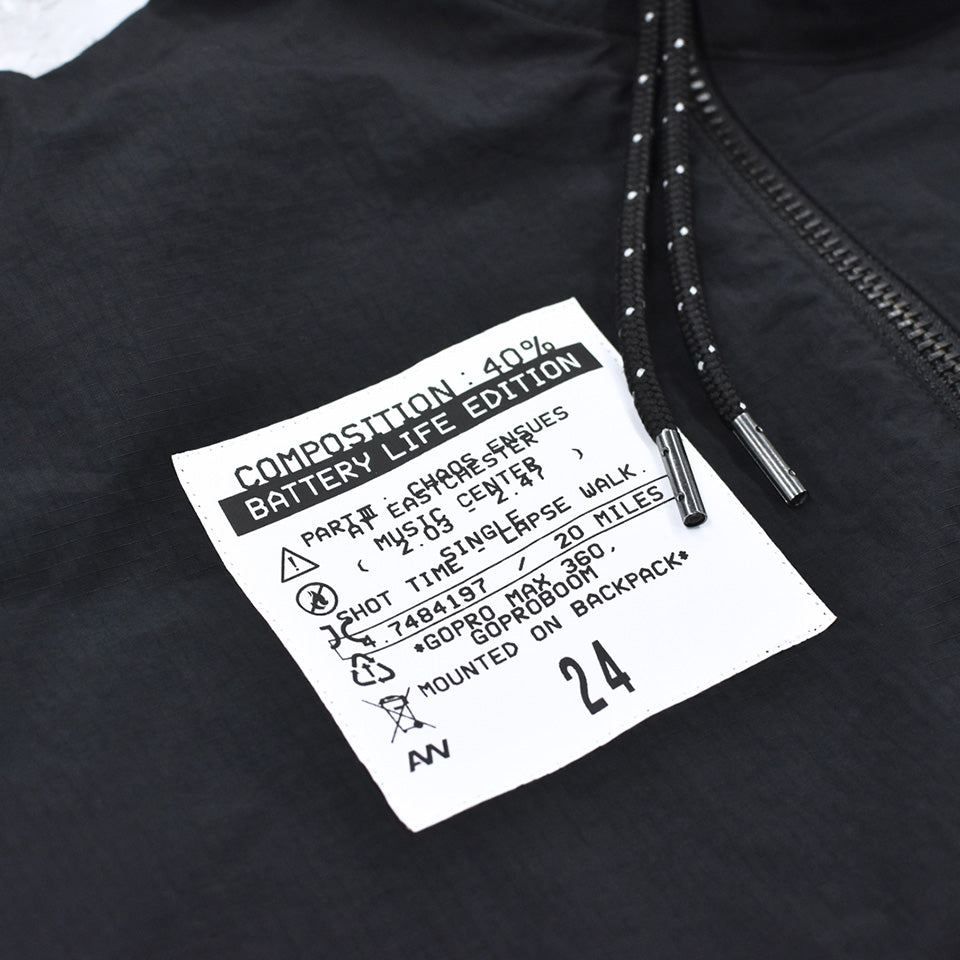 COMPOSITION : 40%
BATTERY LIFE EDITION
PART Ⅲ : CHAOS ENSUES
AT EASTCHESTER
MUSIC CENTER
( 2.03 - 2.47 )
SINGLE
SHOT TIME - LAPSE WALK.
4.7484197 / 20 MILES
*GOPRO MAX 360,
GOPROBOOM
MOUNTED ON BACKPACK*
24